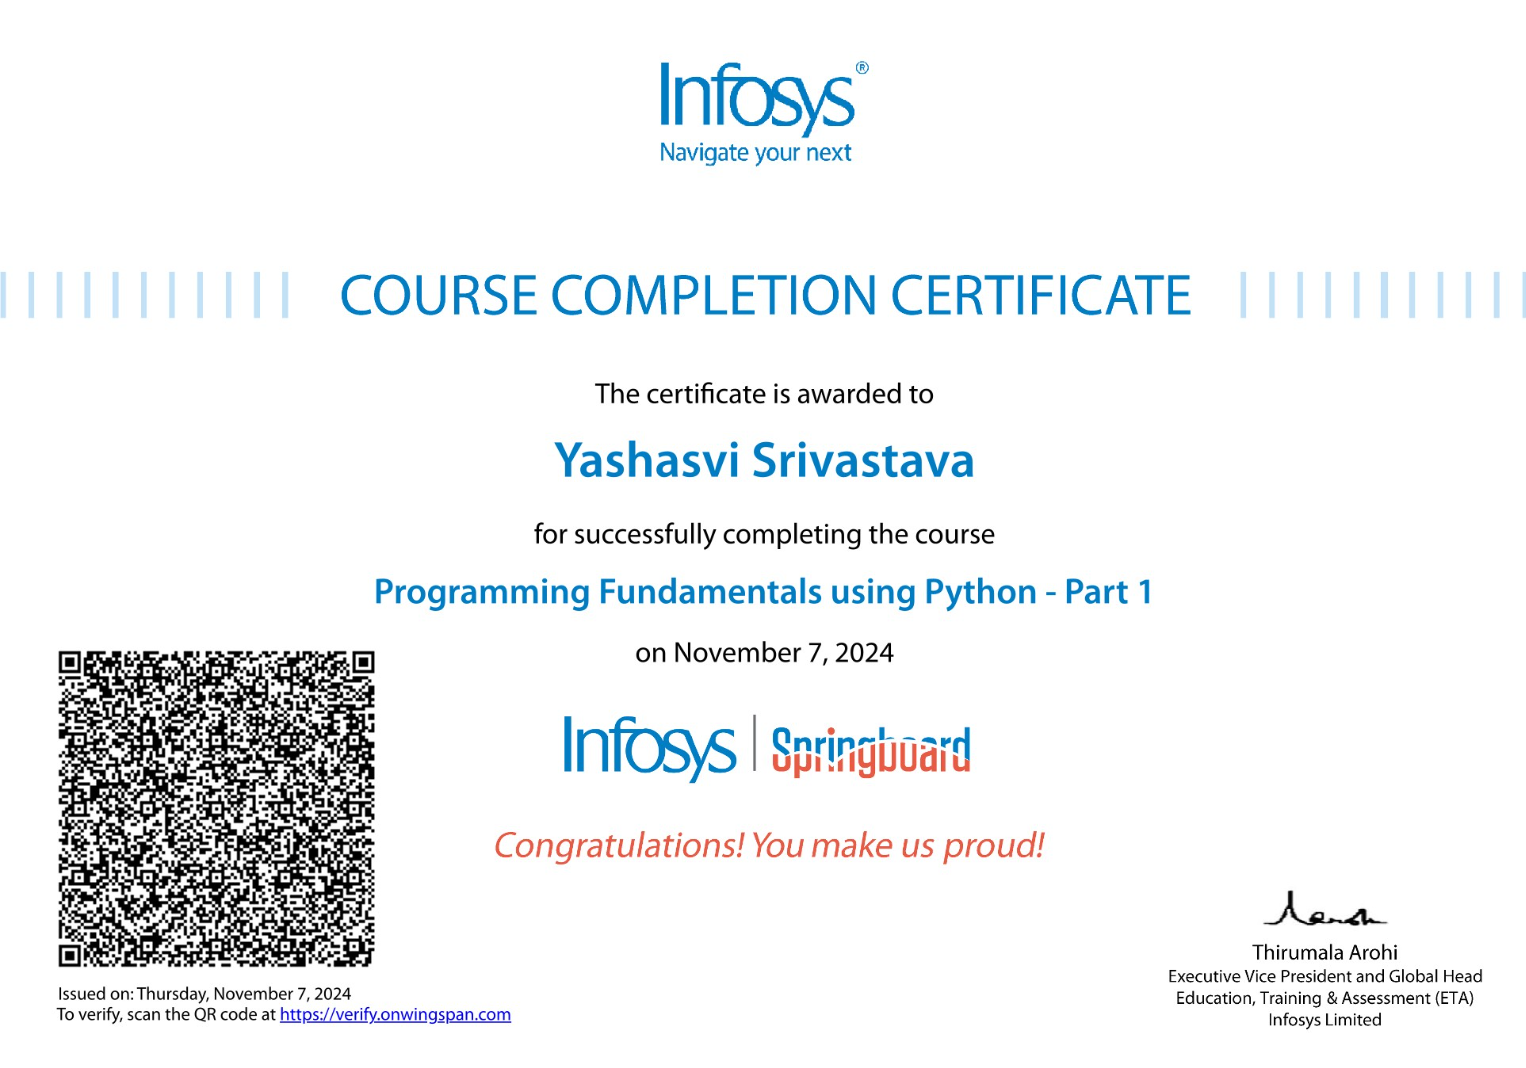 Infosys®
Navigate your next
COURSE COMPLETION CERTIFICATE
The certificate is awarded to
Yashasvi Srivastava
for successfully completing the course
Programming Fundamentals using Python - Part 1
on November 7, 2024
Infosys | Springboard
Congratulations! You make us proud!
Issued on: Thursday, November 7, 2024
To verify, scan the QR code at https://verify.onwingspan.com
Thirumala Arohi
Executive Vice President and Global Head
Education, Training & Assessment (ETA)
Infosys Limited